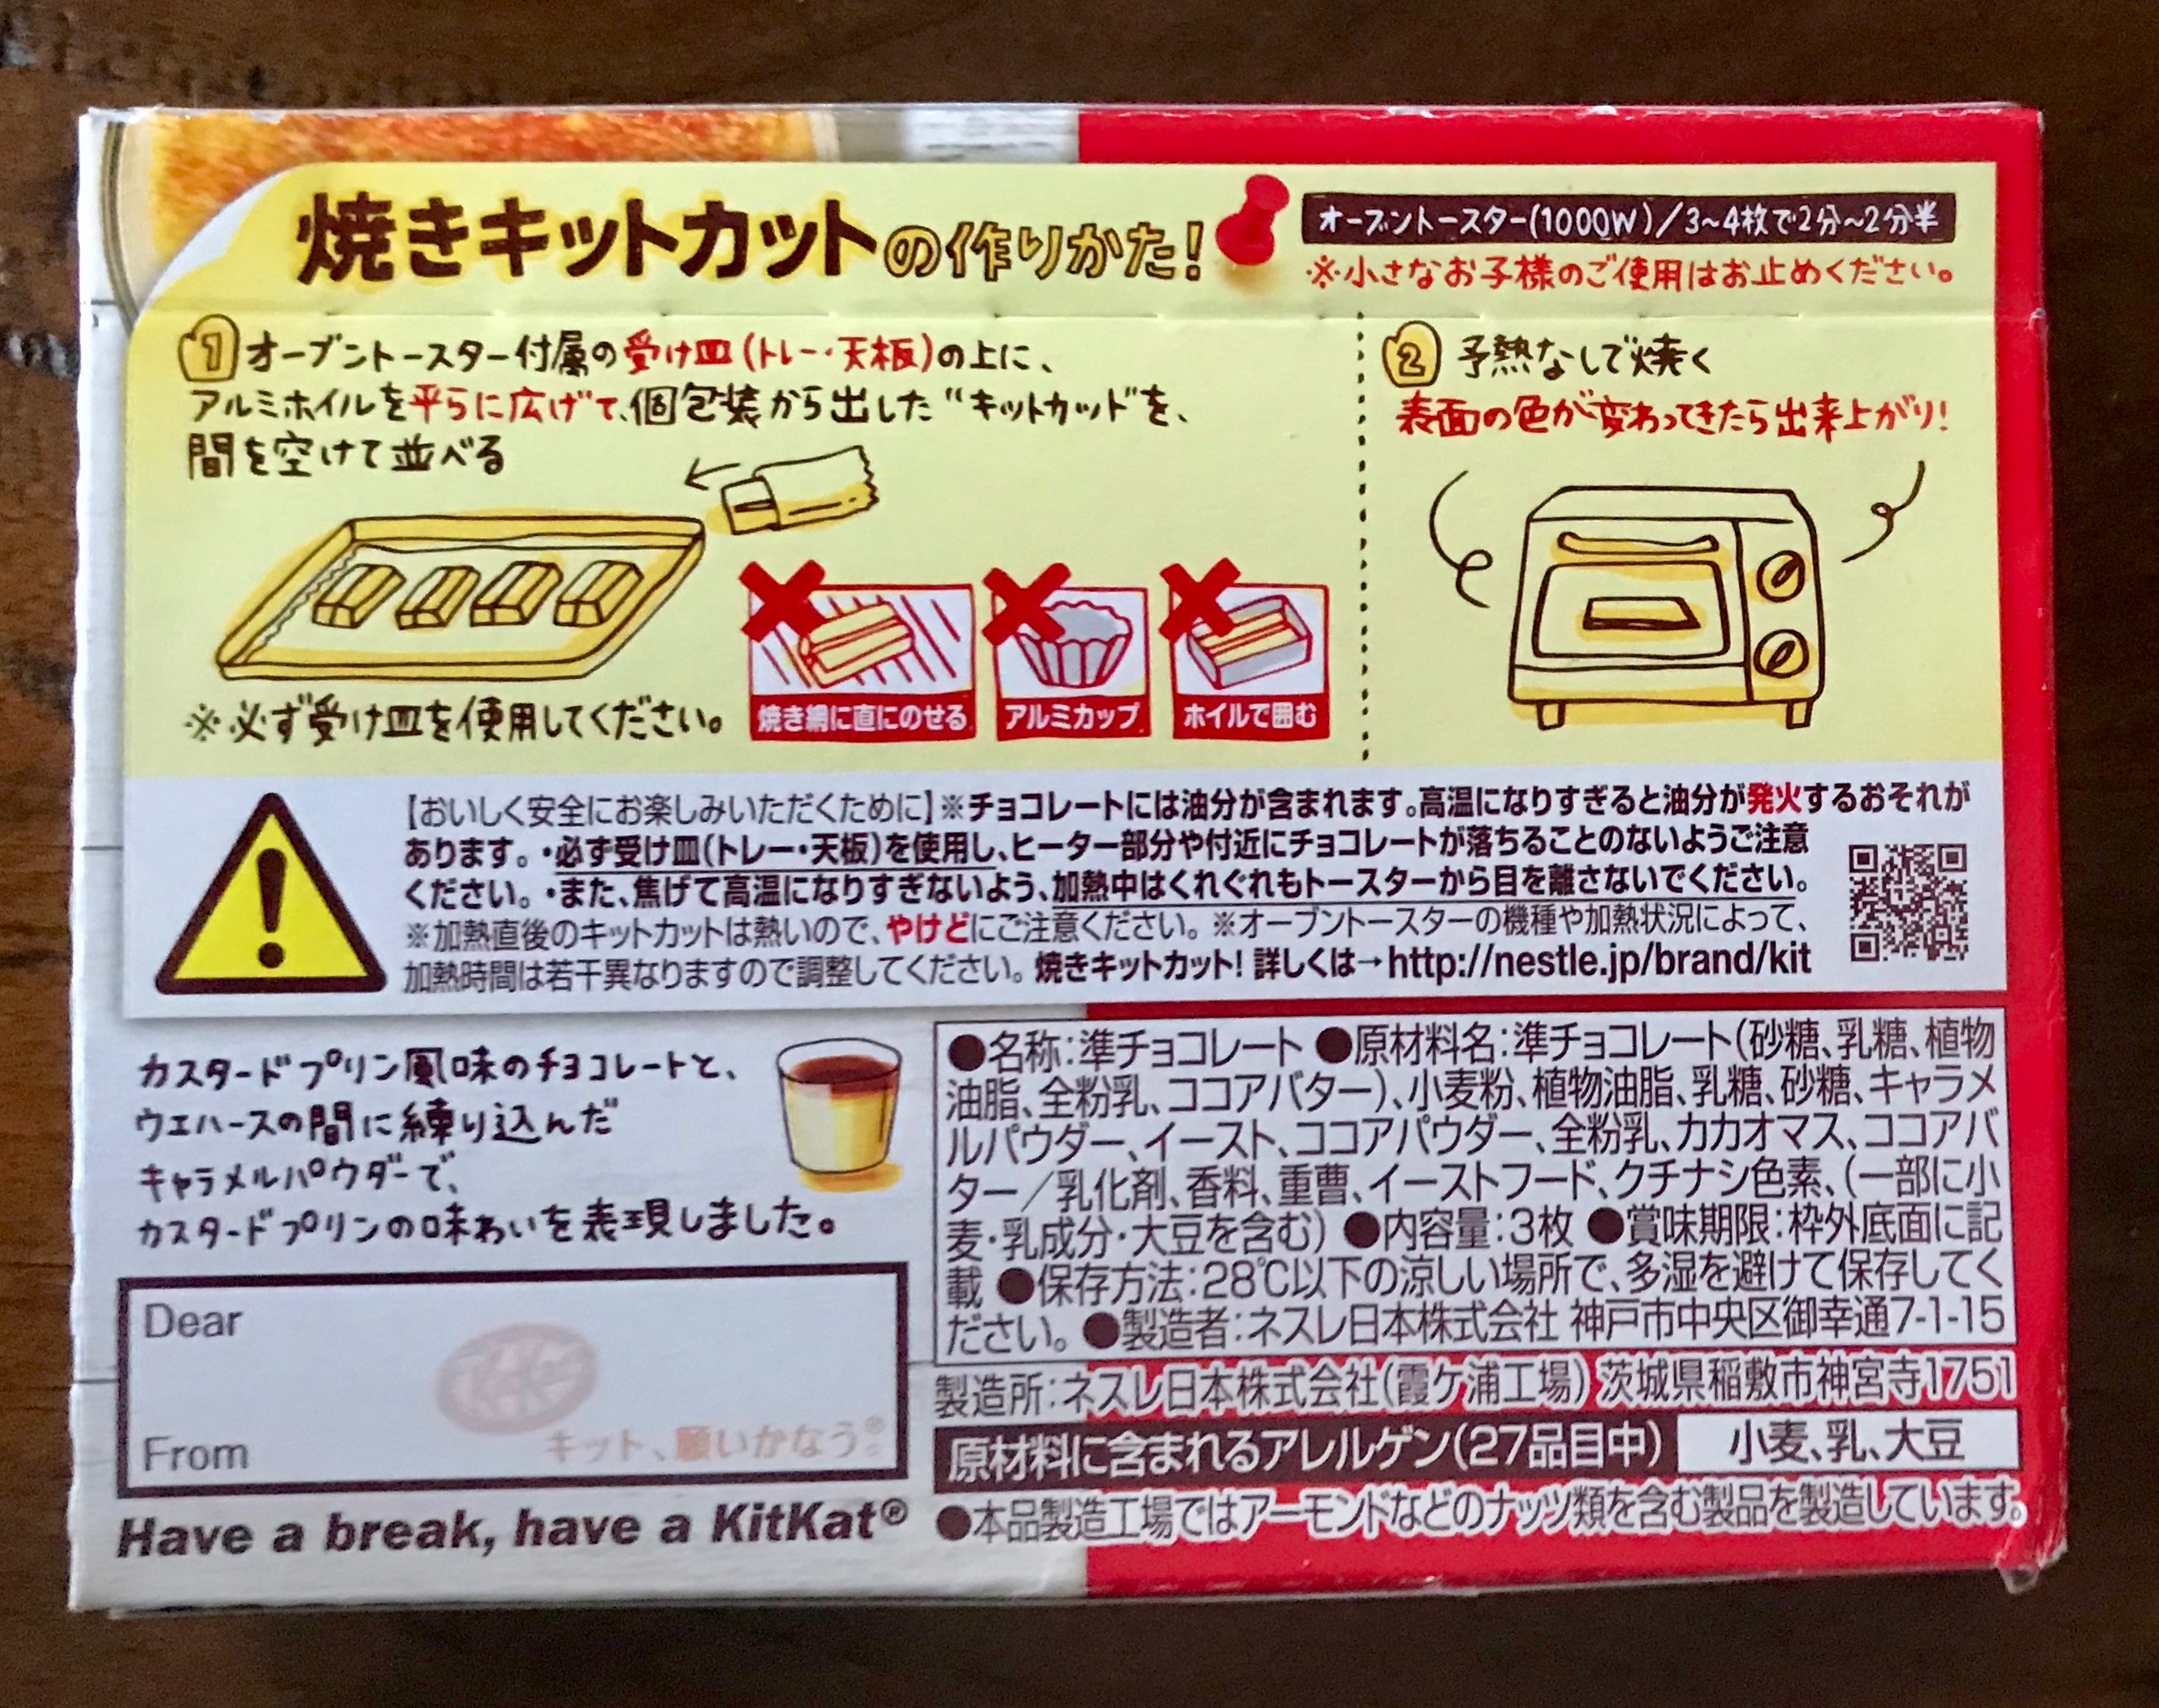 焼きキットカットの作りかた!
オーブントースター(1000W)/3~4枚で2分~2分半
※小さなお子様のご使用はお止めください。
1 オーブントースター付属の受け皿(トレー・天板)の上に、
アルミホイルを平らに広げて、個包装から出した“キットカット”を、
間を空けて並べる
※必ず受け皿を使用してください。
焼き網に直にのせる
アルミカップ
ホイルで囲む
2 予熱なしで焼く
表面の色が変わってきたら出来上がり!
【おいしく安全にお楽しみいただくために】※チョコレートには油分が含まれます。高温になりすぎると油分が発火するおそれが
あります。・必ず受け皿(トレー・天板)を使用し、ヒーター部分や付近にチョコレートが落ちることのないようご注意
ください。・また、焦げて高温になりすぎないよう、加熱中はくれぐれもトースターから目を離さないでください。
※加熱直後のキットカットは熱いので、やけどにご注意ください。※オーブントースターの機種や加熱状況によって、
加熱時間は若干異なりますので調整してください。焼きキットカット! 詳しくは→http://nestle.jp/brand/kit
カスタードプリン風味のチョコレートと、
ウエハースの間に練り込んだ
キャラメルパウダーで、
カスタードプリンの味わいを表現しました。
Dear
KitKat
キット、願いかなう®
From
Have a break, have a KitKat®
●名称:準チョコレート ●原材料名:準チョコレート(砂糖、乳糖、植物
油脂、全粉乳、ココアバター)、小麦粉、植物油脂、乳糖、砂糖、キャラメ
ルパウダー、イースト、ココアパウダー、全粉乳、カカオマス、ココアバ
ター/乳化剤、香料、重曹、イーストフード、クチナシ色素、(一部に小
麦・乳成分・大豆を含む) ●内容量:3枚 ●賞味期限:枠外底面に記
載 ●保存方法:28℃以下の涼しい場所で、多湿を避けて保存してく
ださい。●製造者:ネスレ日本株式会社 神戸市中央区御幸通7-1-15
製造所:ネスレ日本株式会社(霞ケ浦工場) 茨城県稲敷市神宮寺1751
原材料に含まれるアレルゲン(27品目中) 小麦、乳、大豆
●本品製造工場ではアーモンドなどのナッツ類を含む製品を製造しています。